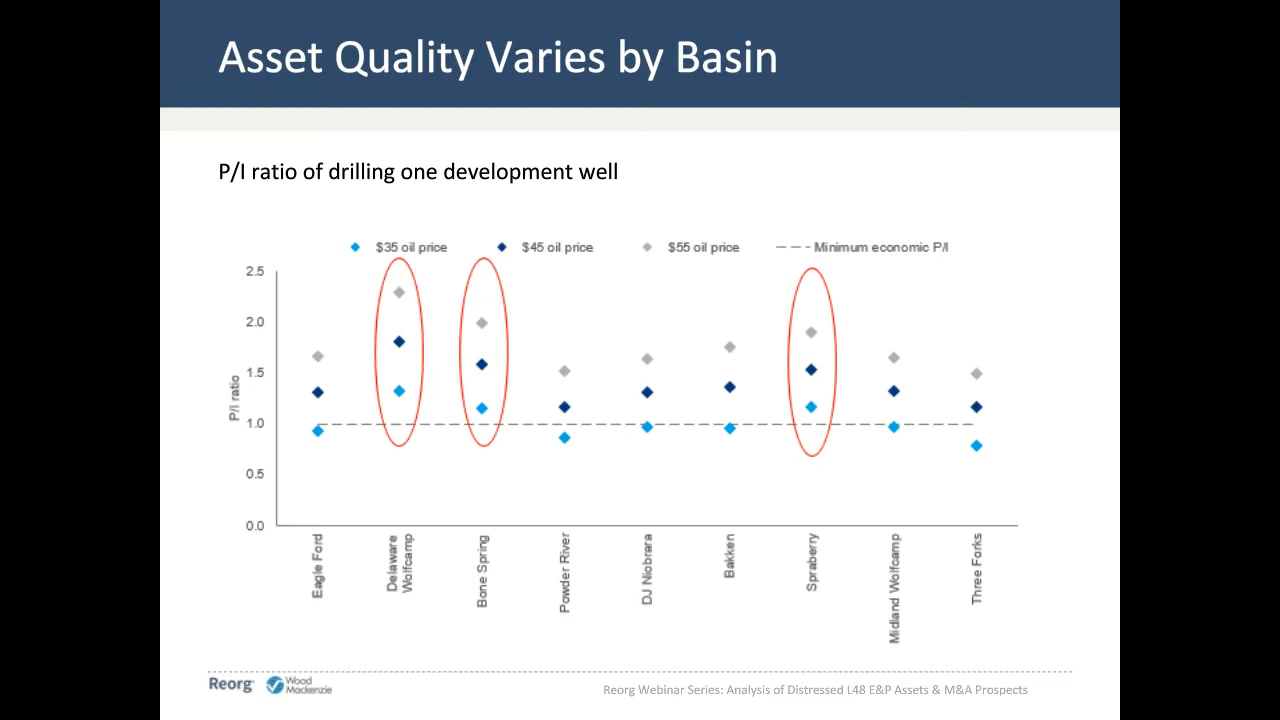 Asset Quality Varies by Basin
P/I ratio of drilling one development well
$35 oil price
$45 oil price
$55 oil price
Minimum economic P/I
2.5
2.0
1.5
1.0
0.5
0.0
P/I ratio
Eagle Ford
Delaware
Wolfcamp
Bone Spring
Powder River
DJ Niobrara
Bakken
Spraberry
Midland Wolfcamp
Three Forks
Reorg
Wood
Mackenzie
Reorg Webinar Series: Analysis of Distressed L48 E&P Assets & M&A Prospects